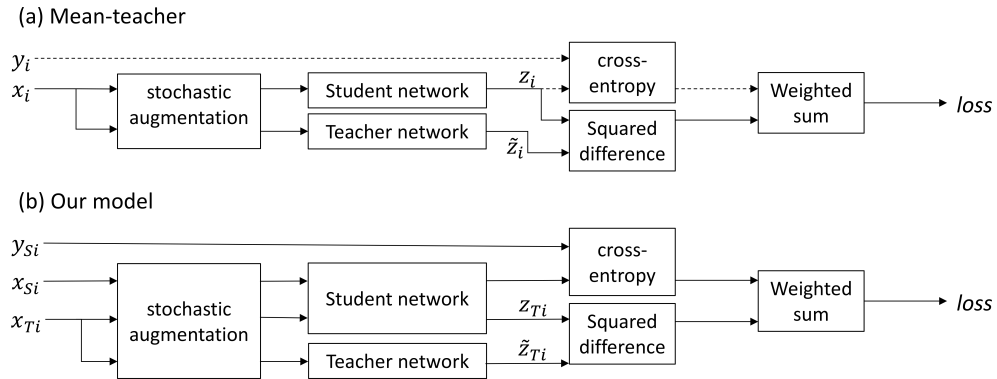 (a) Mean-teacher
y_i
x_i
stochastic
augmentation
Student network
Teacher network
z_i
z̃_i
cross-
entropy
Squared
difference
Weighted
sum
loss
(b) Our model
y_Si
x_Si
x_Ti
stochastic
augmentation
Student network
Teacher network
z_Ti
z̃_Ti
cross-
entropy
Squared
difference
Weighted
sum
loss